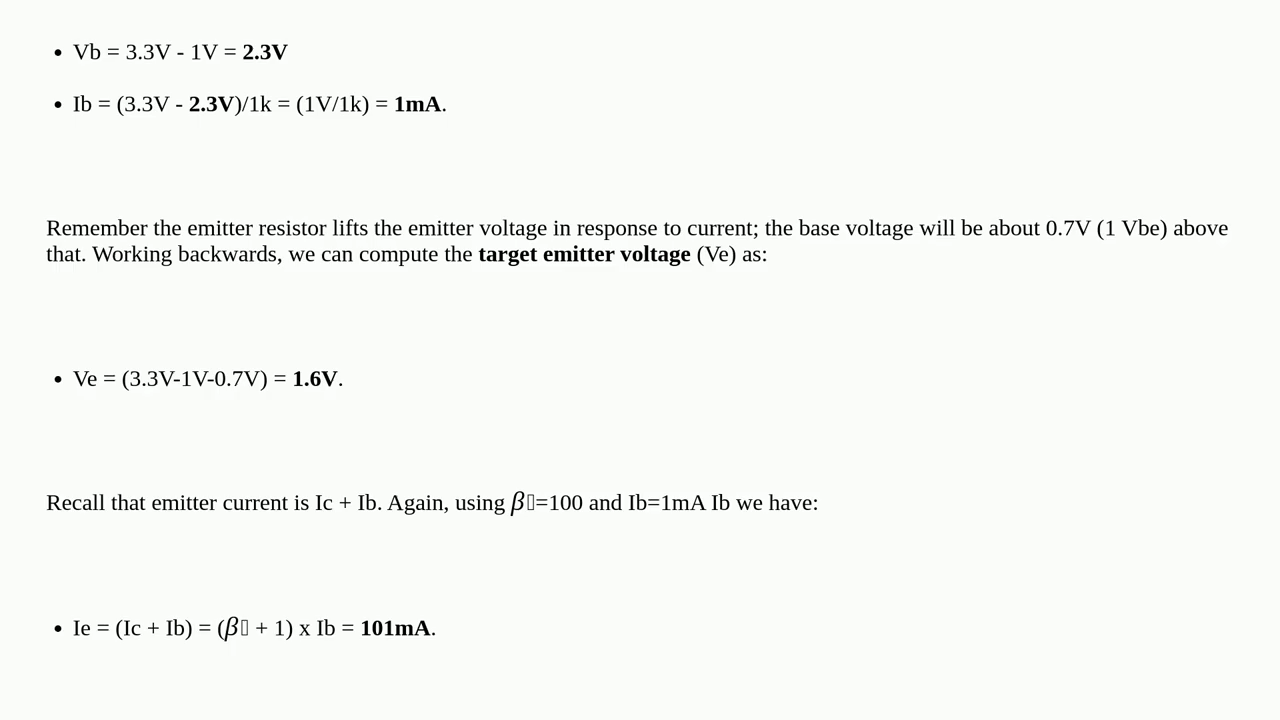 • Vb = 3.3V - 1V = 2.3V
• Ib = (3.3V - 2.3V)/1k = (1V/1k) = 1mA.
Remember the emitter resistor lifts the emitter voltage in response to current; the base voltage will be about 0.7V (1 Vbe) above
that. Working backwards, we can compute the target emitter voltage (Ve) as:
• Ve = (3.3V-1V-0.7V) = 1.6V.
Recall that emitter current is Ic + Ib. Again, using β▯=100 and Ib=1mA Ib we have:
• Ie = (Ic + Ib) = (β▯ + 1) x Ib = 101mA.